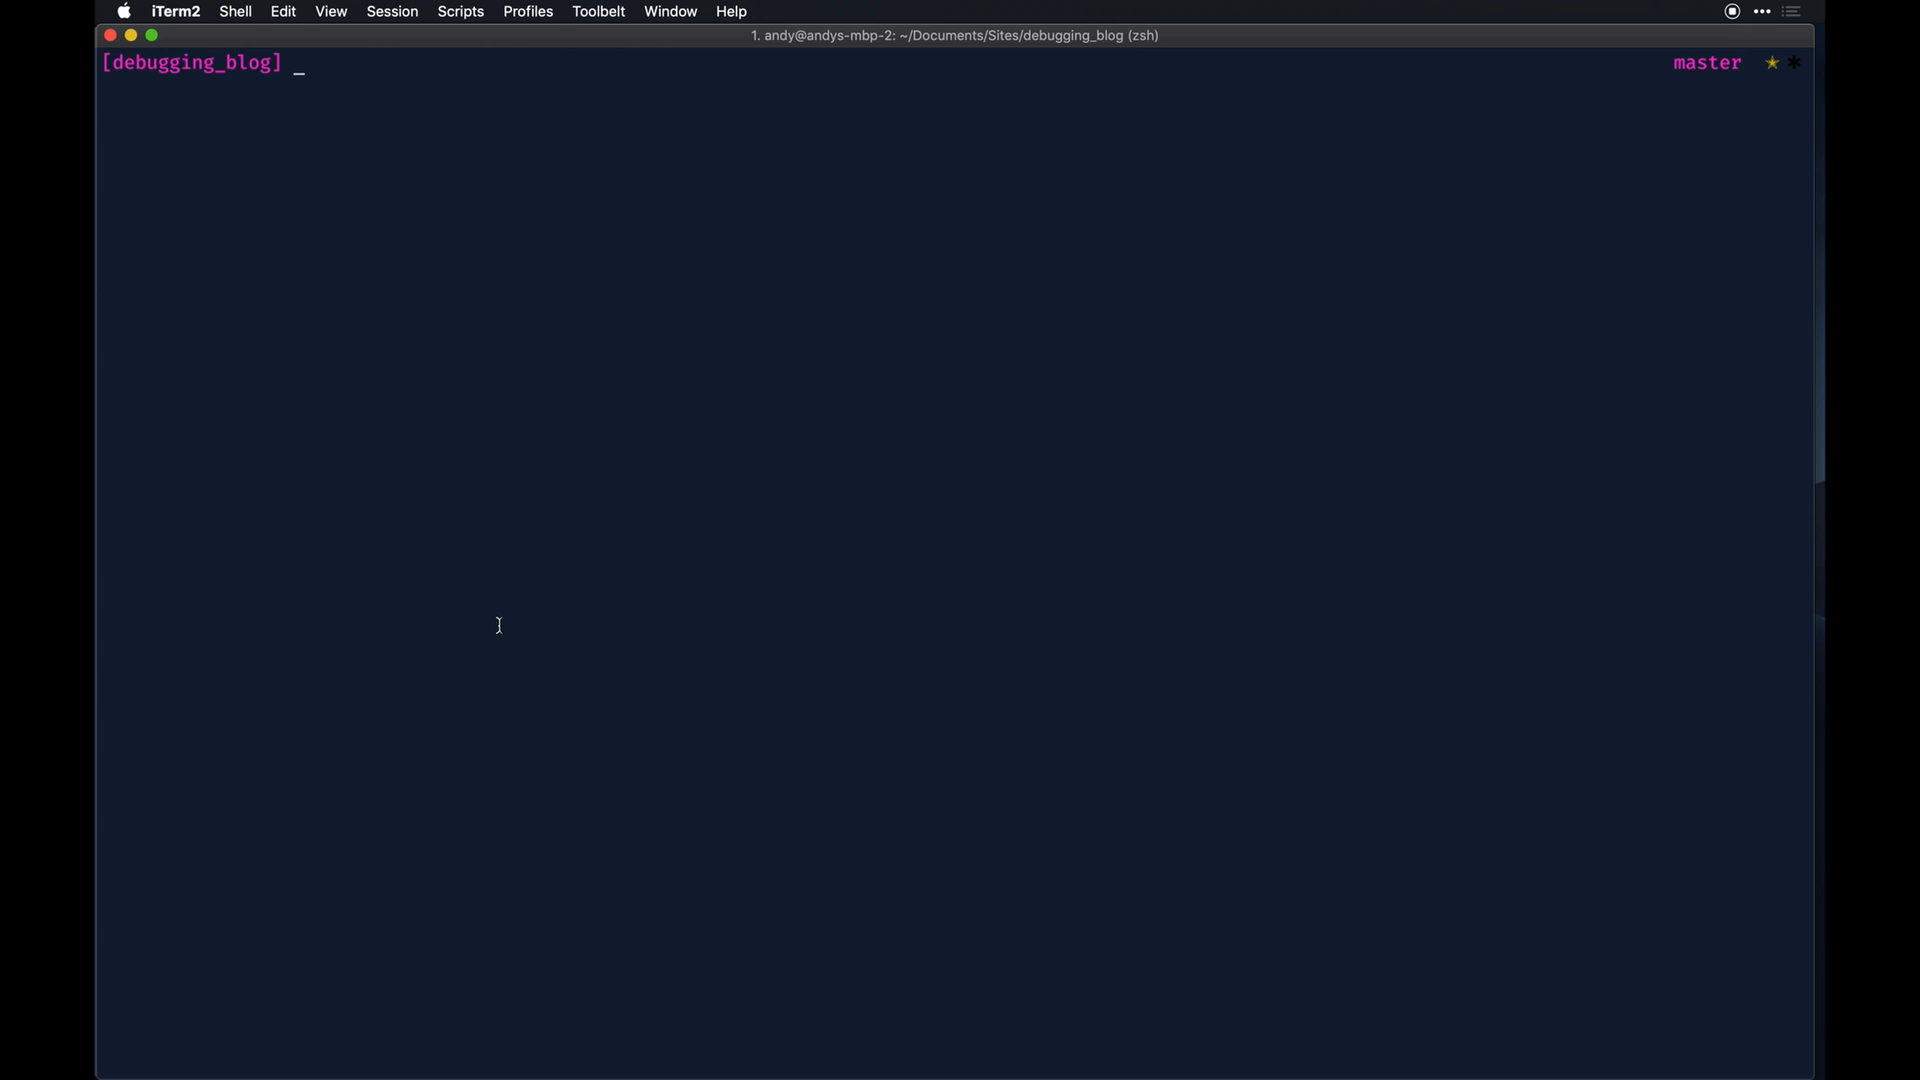 iTerm2 Shell Edit View Session Scripts Profiles Toolbelt Window Help
1. andy@andys-mbp-2: ~/Documents/Sites/debugging_blog (zsh)
[debugging_blog] _ master ★ *